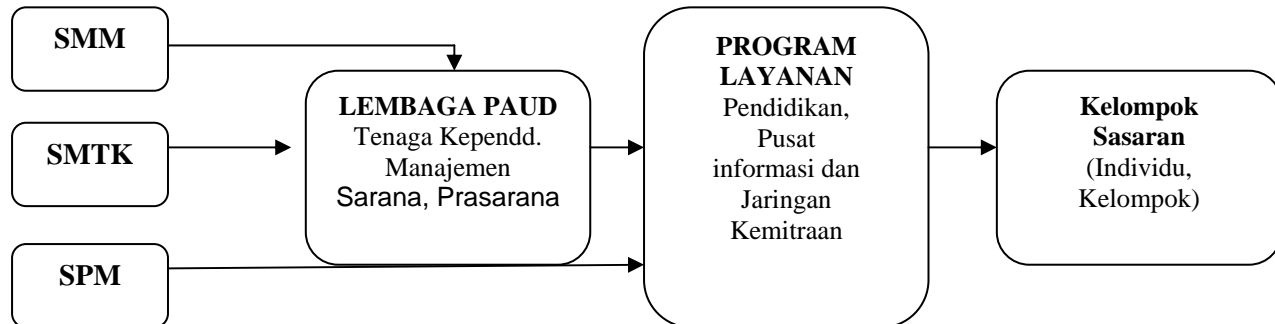 SMM
SMTK
SPM
LEMBAGA PAUD
Tenaga Kependd.
Manajemen
Sarana, Prasarana
PROGRAM
LAYANAN
Pendidikan,
Pusat
informasi dan
Jaringan
Kemitraan
Kelompok
Sasaran
(Individu,
Kelompok)